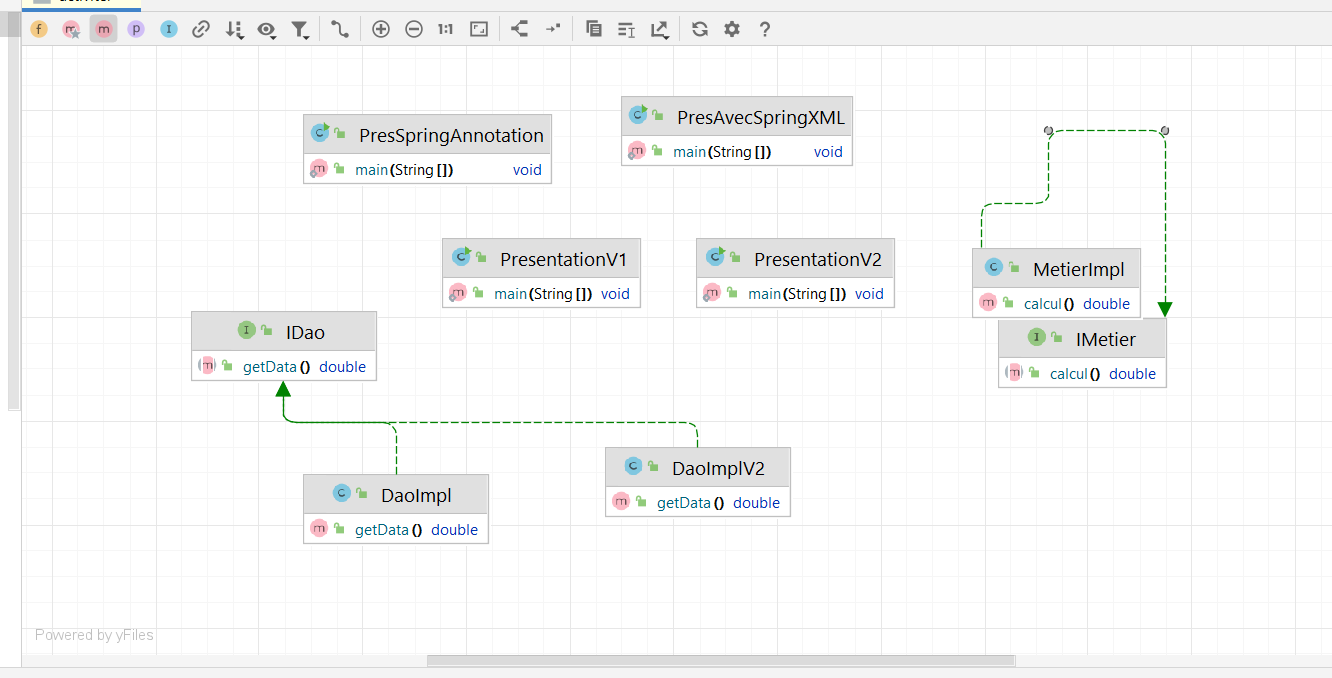 f m m p I 1:1 ?
C PresSpringAnnotation
m main(String[]) void
C PresAvecSpringXML
m main(String[]) void
C PresentationV1
m main(String[]) void
C PresentationV2
m main(String[]) void
C MetierImpl
m calcul() double
I IMetier
m calcul() double
I IDao
m getData() double
C DaoImpl
m getData() double
C DaoImplV2
m getData() double
Powered by yFiles